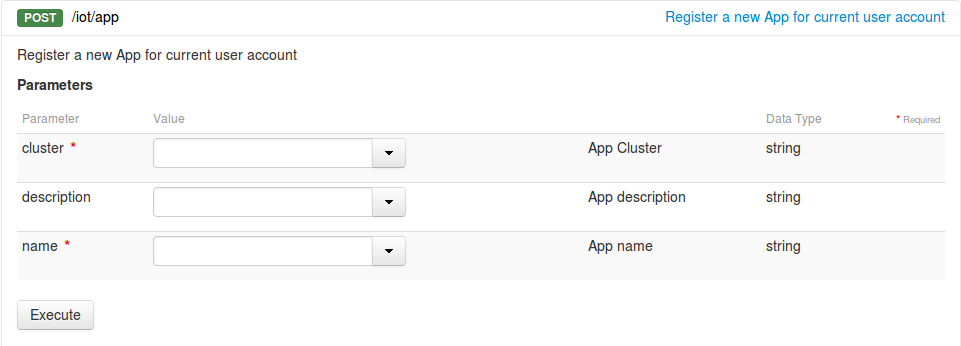 POST /iot/app Register a new App for current user account
Register a new App for current user account
Parameters
Parameter Value Data Type * Required
cluster * App Cluster string
description App description string
name * App name string
Execute